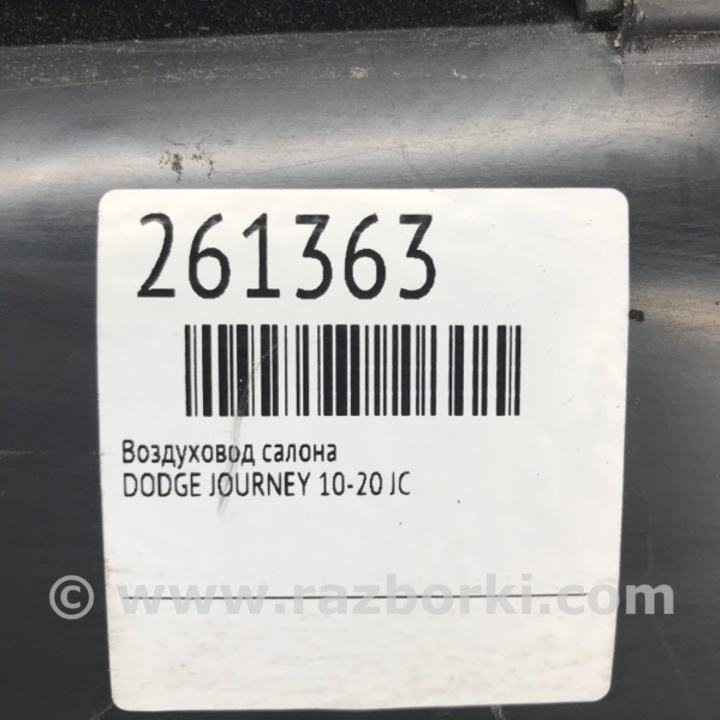 261363
Воздуховод салона
DODGE JOURNEY 10-20 JC
© www.razborki.com